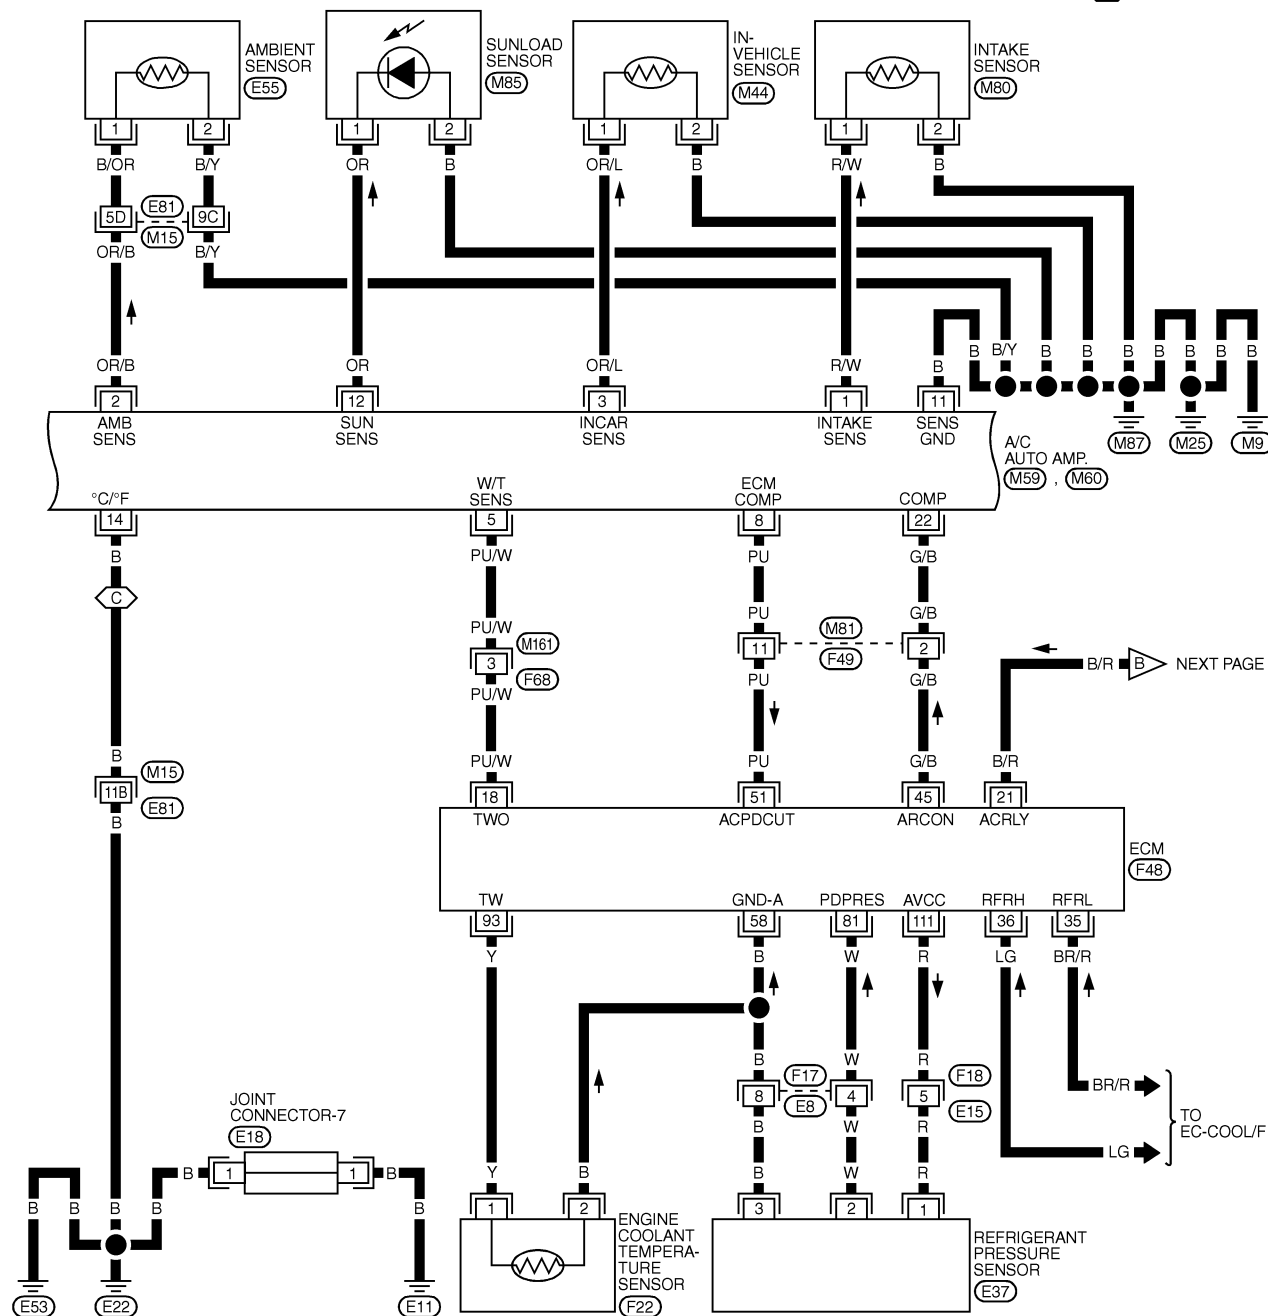 AMBIENT
SENSOR
E55
SUNLOAD
SENSOR
M85
IN-
VEHICLE
SENSOR
M44
INTAKE
SENSOR
M80
1 2 1 2 1 2 1 2
B/OR B/Y OR B OR/L B R/W B
5D E81 9C
M15
OR/B B/Y
OR/B OR OR/L R/W B B B/Y B B B B B B B
2 12 3 1 11
AMB
SENS
SUN
SENS
INCAR
SENS
INTAKE
SENS
SENS
GND
M87 M25 M9
A/C
AUTO AMP.
M59 , M60
°C/°F
W/T
SENS
ECM
COMP
COMP
14 5 8 22
B PU/W PU G/B
C
PU/W PU G/B
M161
3
F68
M81
11 2
F49
PU/W PU G/B
B/R B NEXT PAGE
B
M15
11B
E81
B
PU/W PU G/B B/R
18 51 45 21
TWO ACPDCUT ARCON ACRLY
ECM
F48
TW GND-A PDPRES AVCC RFRH RFRL
93 58 81 111 36 35
Y B W R LG BR/R
B W R
F17
8 4 5
E8
F18
E15
B W R
BR/R
LG
TO
EC-COOL/F
JOINT
CONNECTOR-7
E18
B 1 1 B
Y B B W R
B B B B B
1 2 3 2 1
ENGINE
COOLANT
TEMPERA-
TURE
SENSOR
F22
REFRIGERANT
PRESSURE
SENSOR
E37
E53 E22 E11